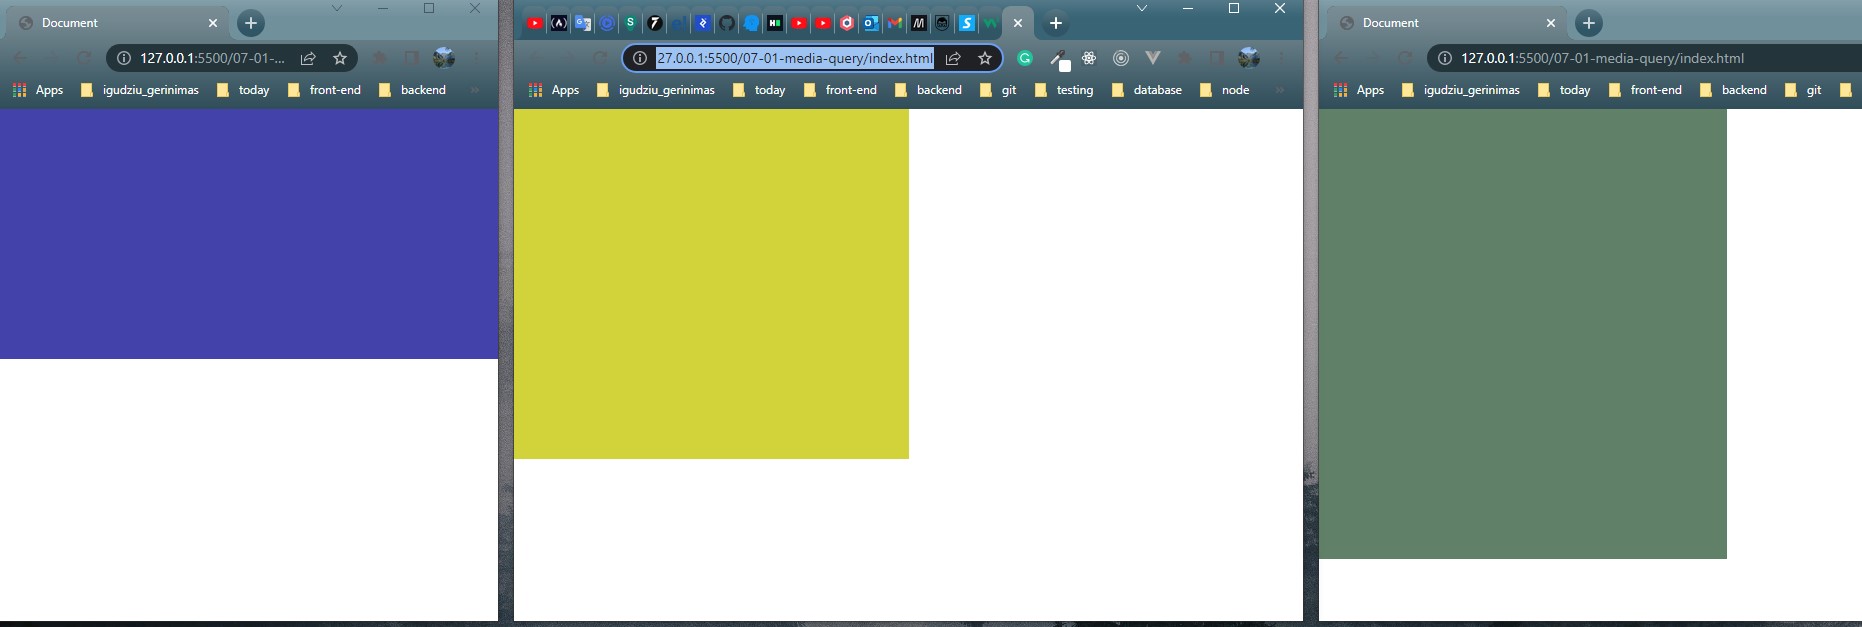 Document
127.0.0.1:5500/07-01-...
Apps igudziu_gerinimas today front-end backend »
27.0.0.1:5500/07-01-media-query/index.html
Apps igudziu_gerinimas today front-end backend git testing database node »
Document
127.0.0.1:5500/07-01-media-query/index.html
Apps igudziu_gerinimas today front-end backend git